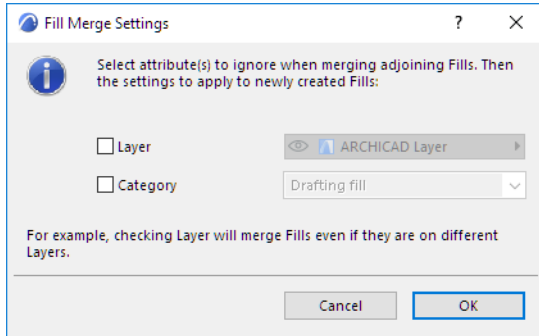 Fill Merge Settings ?
Select attribute(s) to ignore when merging adjoining Fills. Then
the settings to apply to newly created Fills:
Layer ARCHICAD Layer
Category Drafting fill
For example, checking Layer will merge Fills even if they are on different
Layers.
Cancel OK